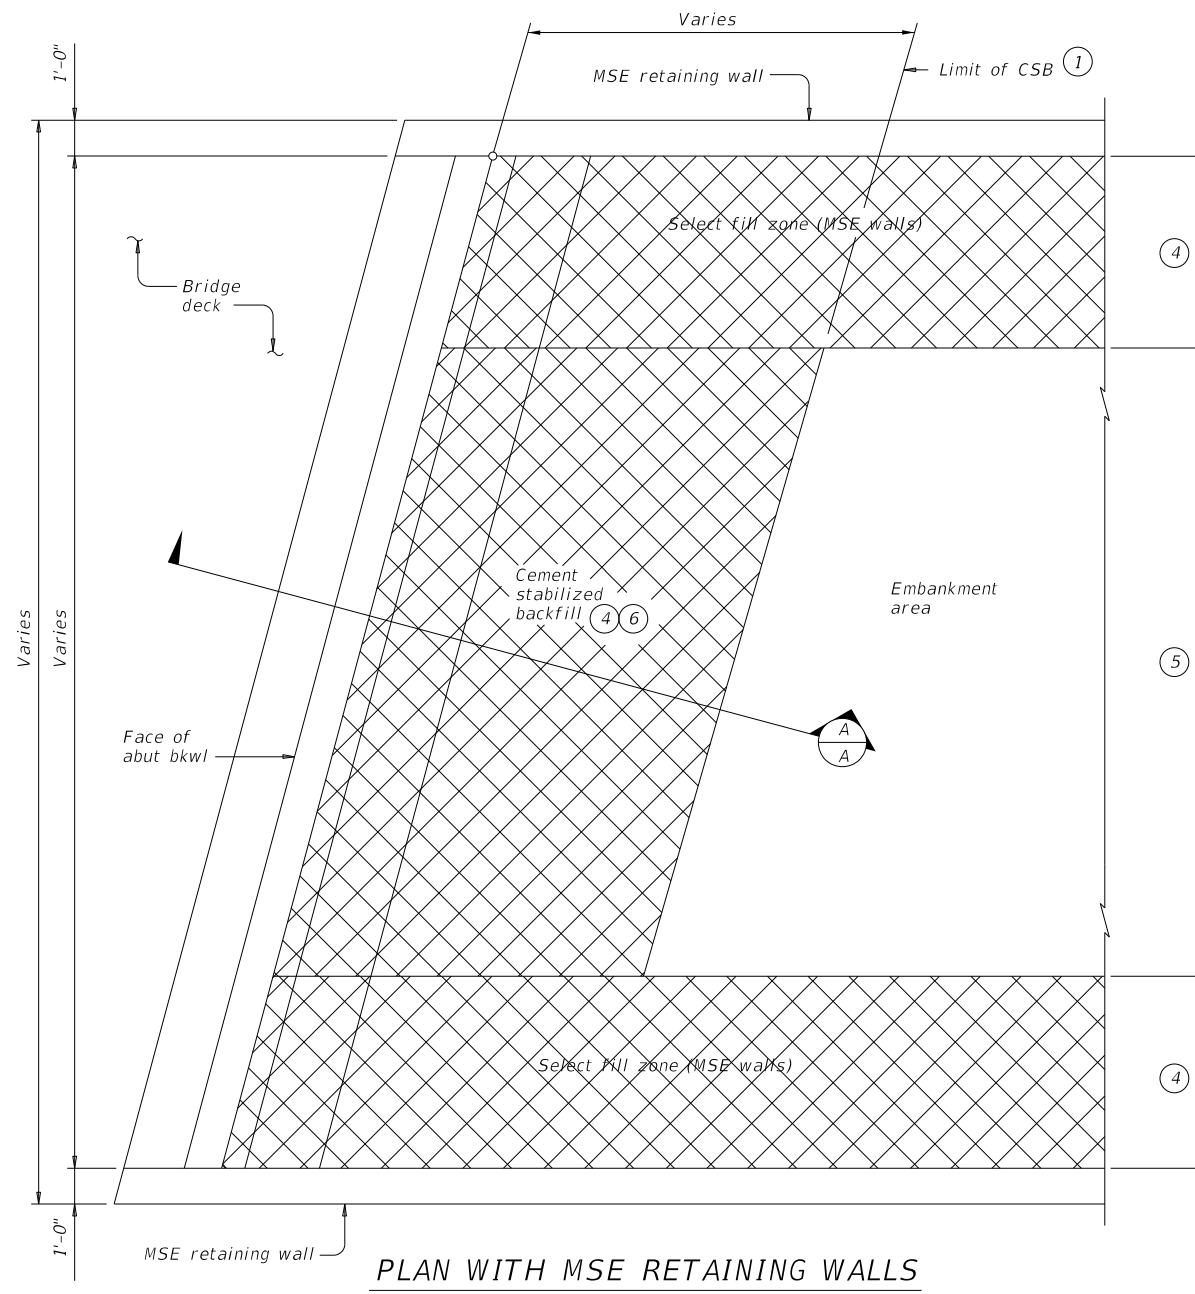 Varies
1'-0"
MSE retaining wall
Limit of CSB 1
Select fill zone (MSE walls)
4
Bridge
deck
Cement
stabilized
backfill 4 6
Embankment
area
Varies
Varies
5
Face of
abut bkwl
A
A
Select fill zone (MSE walls)
4
1'-0"
MSE retaining wall
PLAN WITH MSE RETAINING WALLS